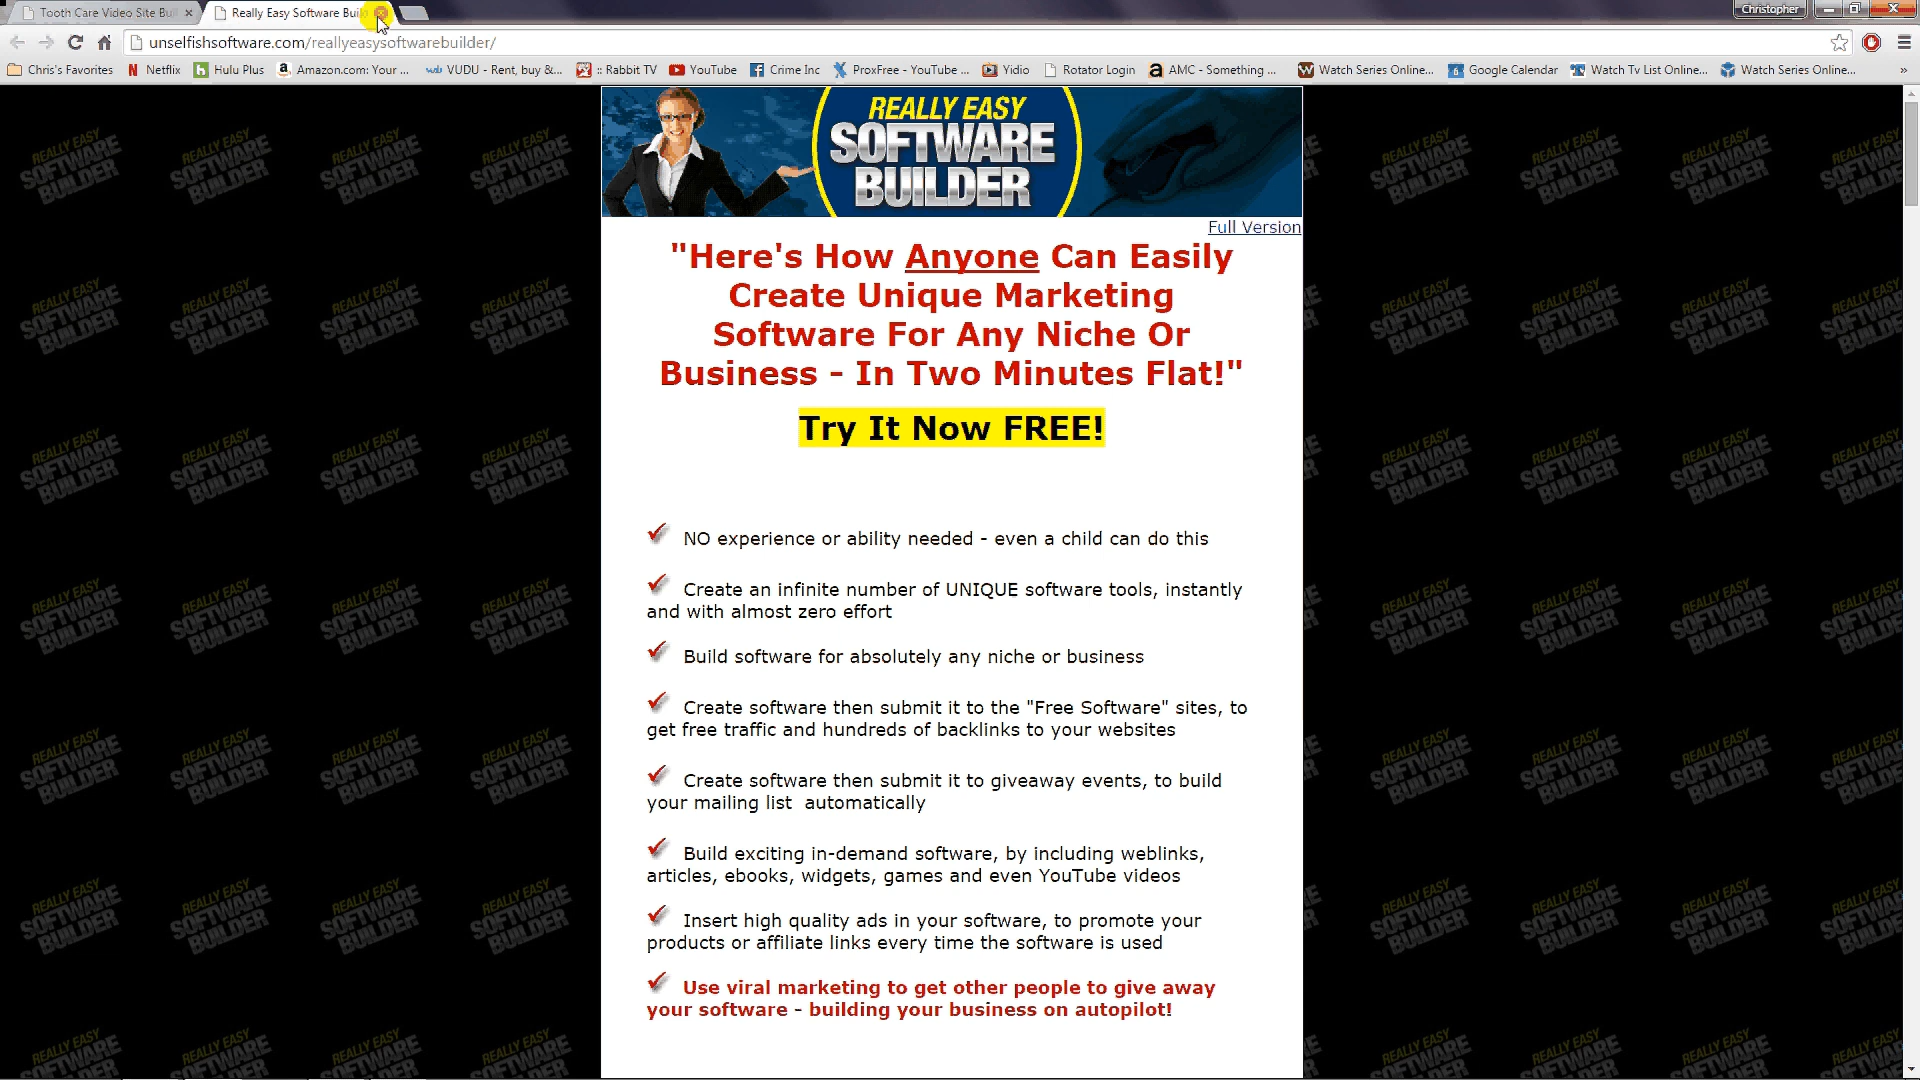 Tooth Care Video Site Bui
Really Easy Software Buil
Christopher
unselfishsoftware.com/reallyeasysoftwarebuilder/
Chris's Favorites
Netflix
Hulu Plus
Amazon.com: Your ...
VUDU - Rent, buy &...
:: Rabbit TV
YouTube
Crime Inc
ProxFree - YouTube ...
Yidio
Rotator Login
AMC - Something ...
Watch Series Online...
Google Calendar
Watch Tv List Online...
Watch Series Online...
»
REALLY EASY
SOFTWARE
BUILDER
Full Version
"Here's How Anyone Can Easily
Create Unique Marketing
Software For Any Niche Or
Business - In Two Minutes Flat!"
Try It Now FREE!
NO experience or ability needed - even a child can do this
Create an infinite number of UNIQUE software tools, instantly
and with almost zero effort
Build software for absolutely any niche or business
Create software then submit it to the "Free Software" sites, to
get free traffic and hundreds of backlinks to your websites
Create software then submit it to giveaway events, to build
your mailing list automatically
Build exciting in-demand software, by including weblinks,
articles, ebooks, widgets, games and even YouTube videos
Insert high quality ads in your software, to promote your
products or affiliate links every time the software is used
Use viral marketing to get other people to give away
your software - building your business on autopilot!